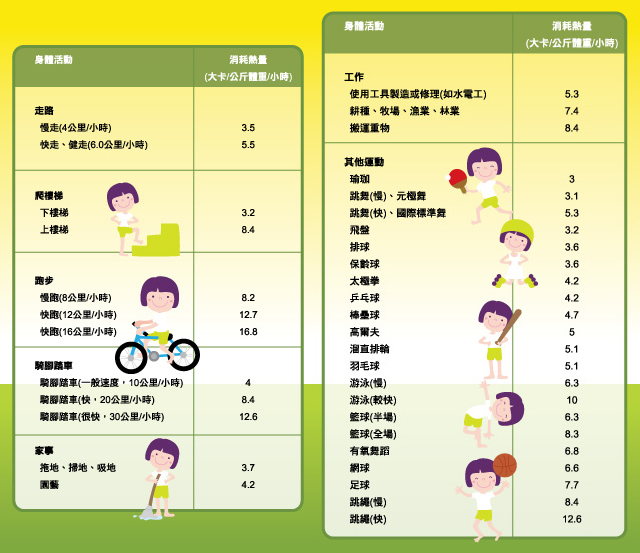 身體活動 消耗熱量
(大卡/公斤體重/小時)
走路
慢走(4公里/小時) 3.5
快走、健走(6.0公里/小時) 5.5
爬樓梯
下樓梯 3.2
上樓梯 8.4
跑步
慢跑(8公里/小時) 8.2
快跑(12公里/小時) 12.7
快跑(16公里/小時) 16.8
騎腳踏車
騎腳踏車(一般速度，10公里/小時) 4
騎腳踏車(快，20公里/小時) 8.4
騎腳踏車(很快，30公里/小時) 12.6
家事
拖地、掃地、吸地 3.7
園藝 4.2
身體活動 消耗熱量
(大卡/公斤體重/小時)
工作
使用工具製造或修理(如水電工) 5.3
耕種、牧場、漁業、林業 7.4
搬運重物 8.4
其他運動
瑜珈 3
跳舞(慢)、元極舞 3.1
跳舞(快)、國際標準舞 5.3
飛盤 3.2
排球 3.6
保齡球 3.6
太極拳 4.2
乒乓球 4.2
棒壘球 4.7
高爾夫 5
溜直排輪 5.1
羽毛球 5.1
游泳(慢) 6.3
游泳(較快) 10
籃球(半場) 6.3
籃球(全場) 8.3
有氧舞蹈 6.8
網球 6.6
足球 7.7
跳繩(慢) 8.4
跳繩(快) 12.6